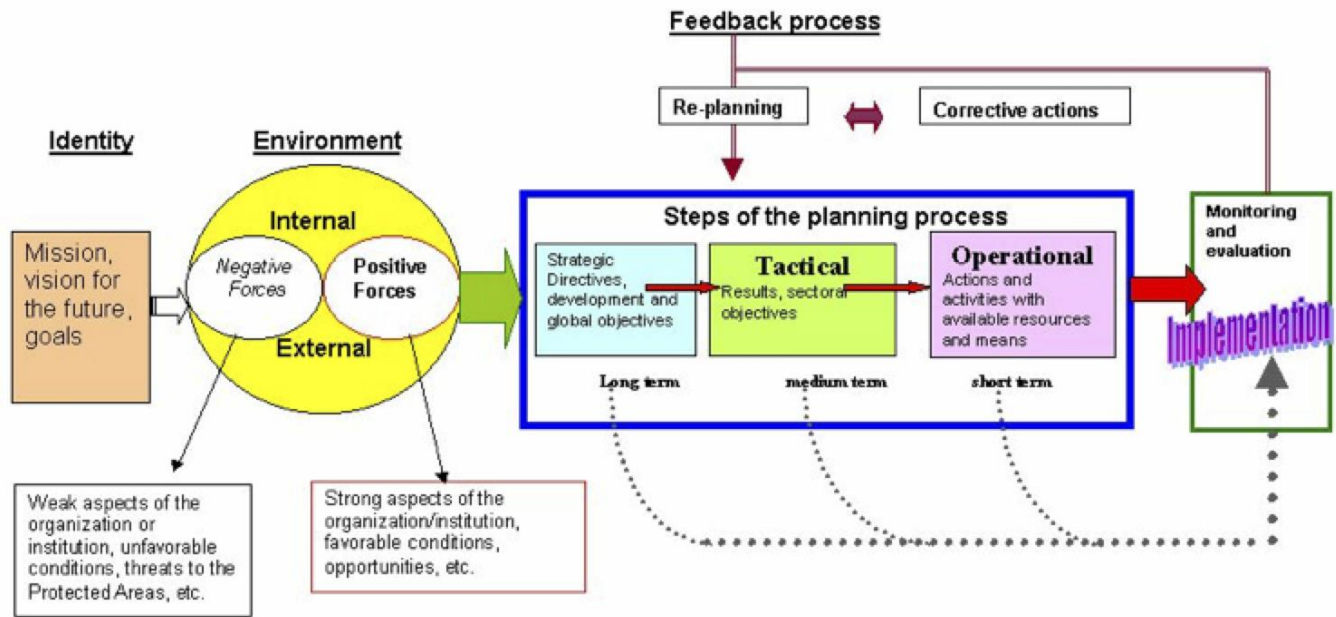 Feedback process
Re-planning
Corrective actions
Identity
Environment
Mission,
vision for
the future,
goals
Internal
Negative
Forces
Positive
Forces
External
Steps of the planning process
Strategic
Directives,
development and
global objectives
Tactical
Results, sectoral
objectives
Operational
Actions and
activities with
available resources
and means
Long term
medium term
short term
Monitoring
and
evaluation
Implementation
Weak aspects of the
organization or
institution, unfavorable
conditions, threats to the
Protected Areas, etc.
Strong aspects of the
organization/institution,
favorable conditions,
opportunities, etc.